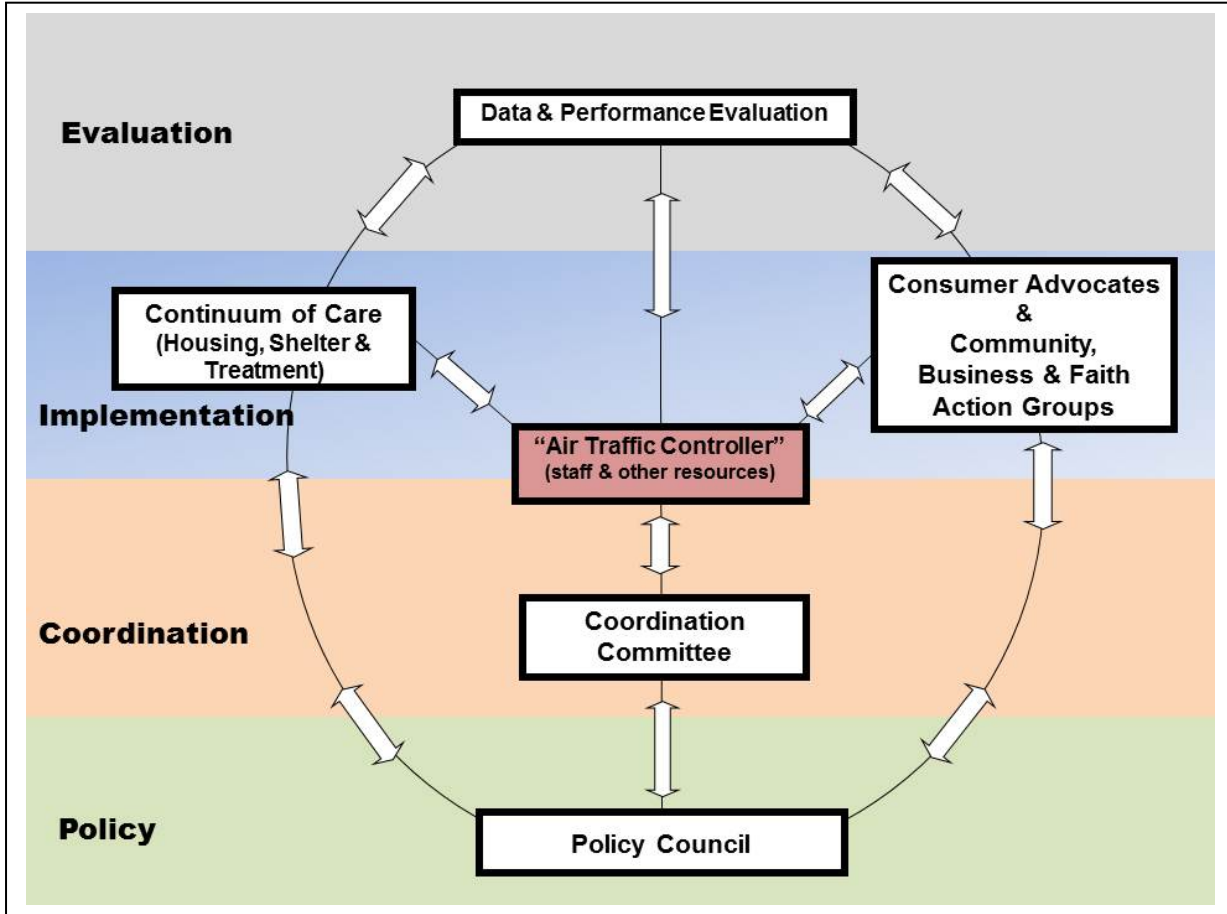 Data & Performance Evaluation
Evaluation
Continuum of Care
(Housing, Shelter &
Treatment)
Consumer Advocates
&
Community,
Business & Faith
Action Groups
Implementation
“Air Traffic Controller”
(staff & other resources)
Coordination
Coordination
Committee
Policy
Policy Council